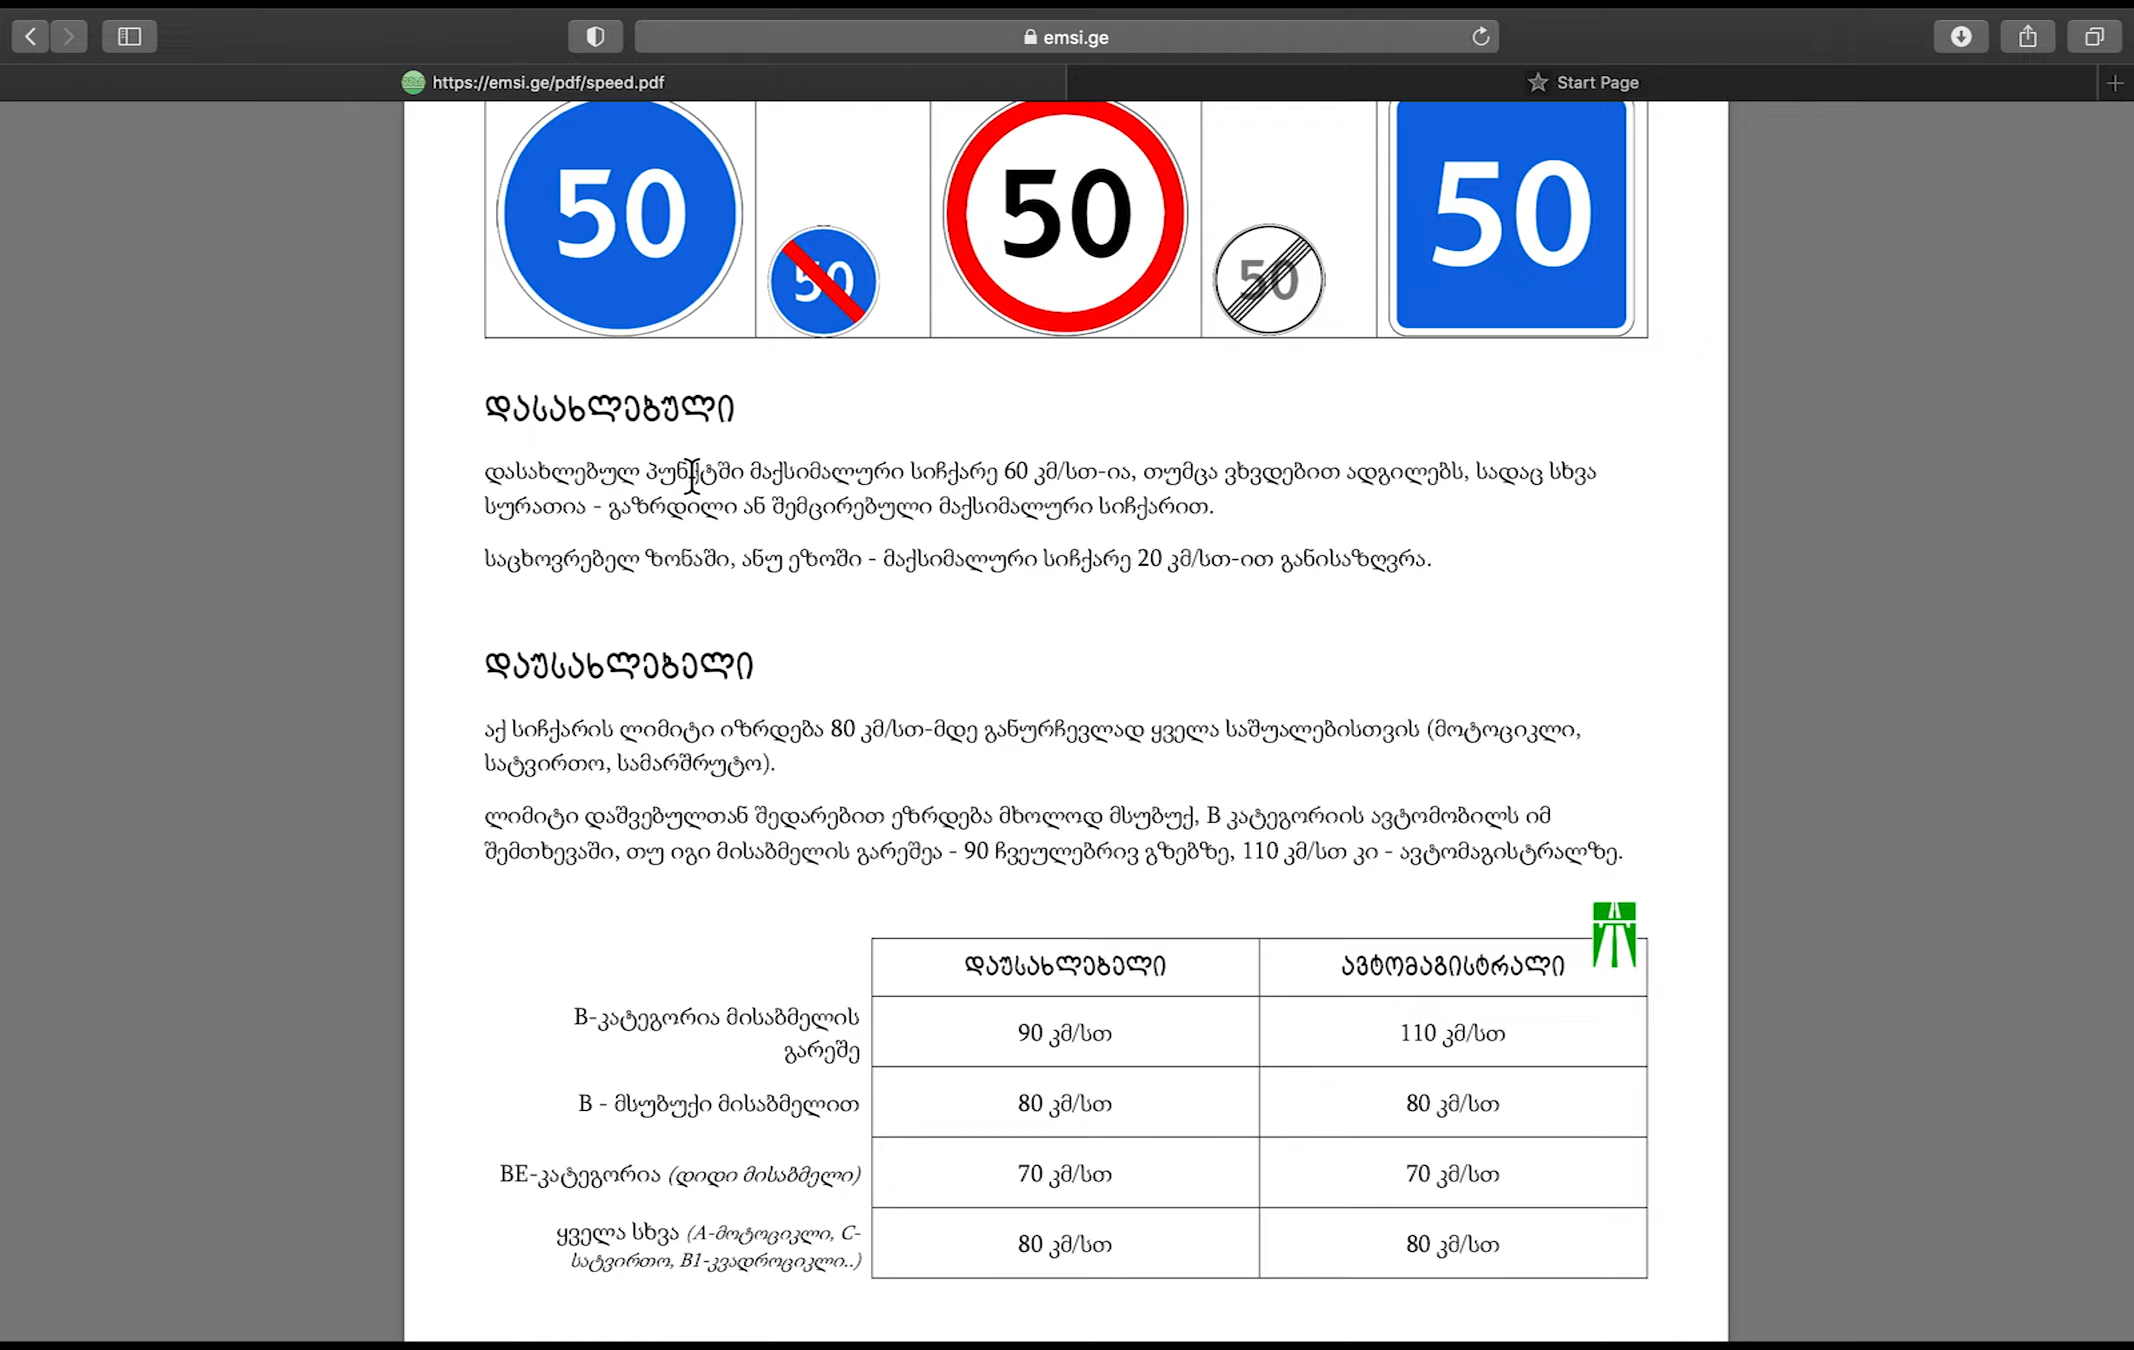 emsi.ge
https://emsi.ge/pdf/speed.pdf
Start Page
50
50
50
50
50
დასახლებული
დასახლებულ პუნქტში მაქსიმალური სიჩქარე 60 კმ/სთ-ია, თუმცა ვხვდებით ადგილებს, სადაც სხვა
სურათია - გაზრდილი ან შემცირებული მაქსიმალური სიჩქარით.
საცხოვრებელ ზონაში, ანუ ეზოში - მაქსიმალური სიჩქარე 20 კმ/სთ-ით განისაზღვრა.
დაუსახლებელი
აქ სიჩქარის ლიმიტი იზრდება 80 კმ/სთ-მდე განურჩევლად ყველა საშუალებისთვის (მოტოციკლი,
სატვირთო, სამარშრუტო).
ლიმიტი დაშვებულთან შედარებით ეზრდება მხოლოდ მსუბუქ, B კატეგორიის ავტომობილს იმ
შემთხევაში, თუ იგი მისაბმელის გარეშეა - 90 ჩვეულებრივ გზებზე, 110 კმ/სთ კი - ავტომაგისტრალზე.
დაუსახლებელი
ავტომაგისტრალი
B-კატეგორია მისაბმელის
გარეშე
90 კმ/სთ
110 კმ/სთ
B - მსუბუქი მისაბმელით
80 კმ/სთ
80 კმ/სთ
BE-კატეგორია (დიდი მისაბმელი)
70 კმ/სთ
70 კმ/სთ
ყველა სხვა (A-მოტოციკლი, C-
სატვირთო, B1-კვადროციკლი..)
80 კმ/სთ
80 კმ/სთ